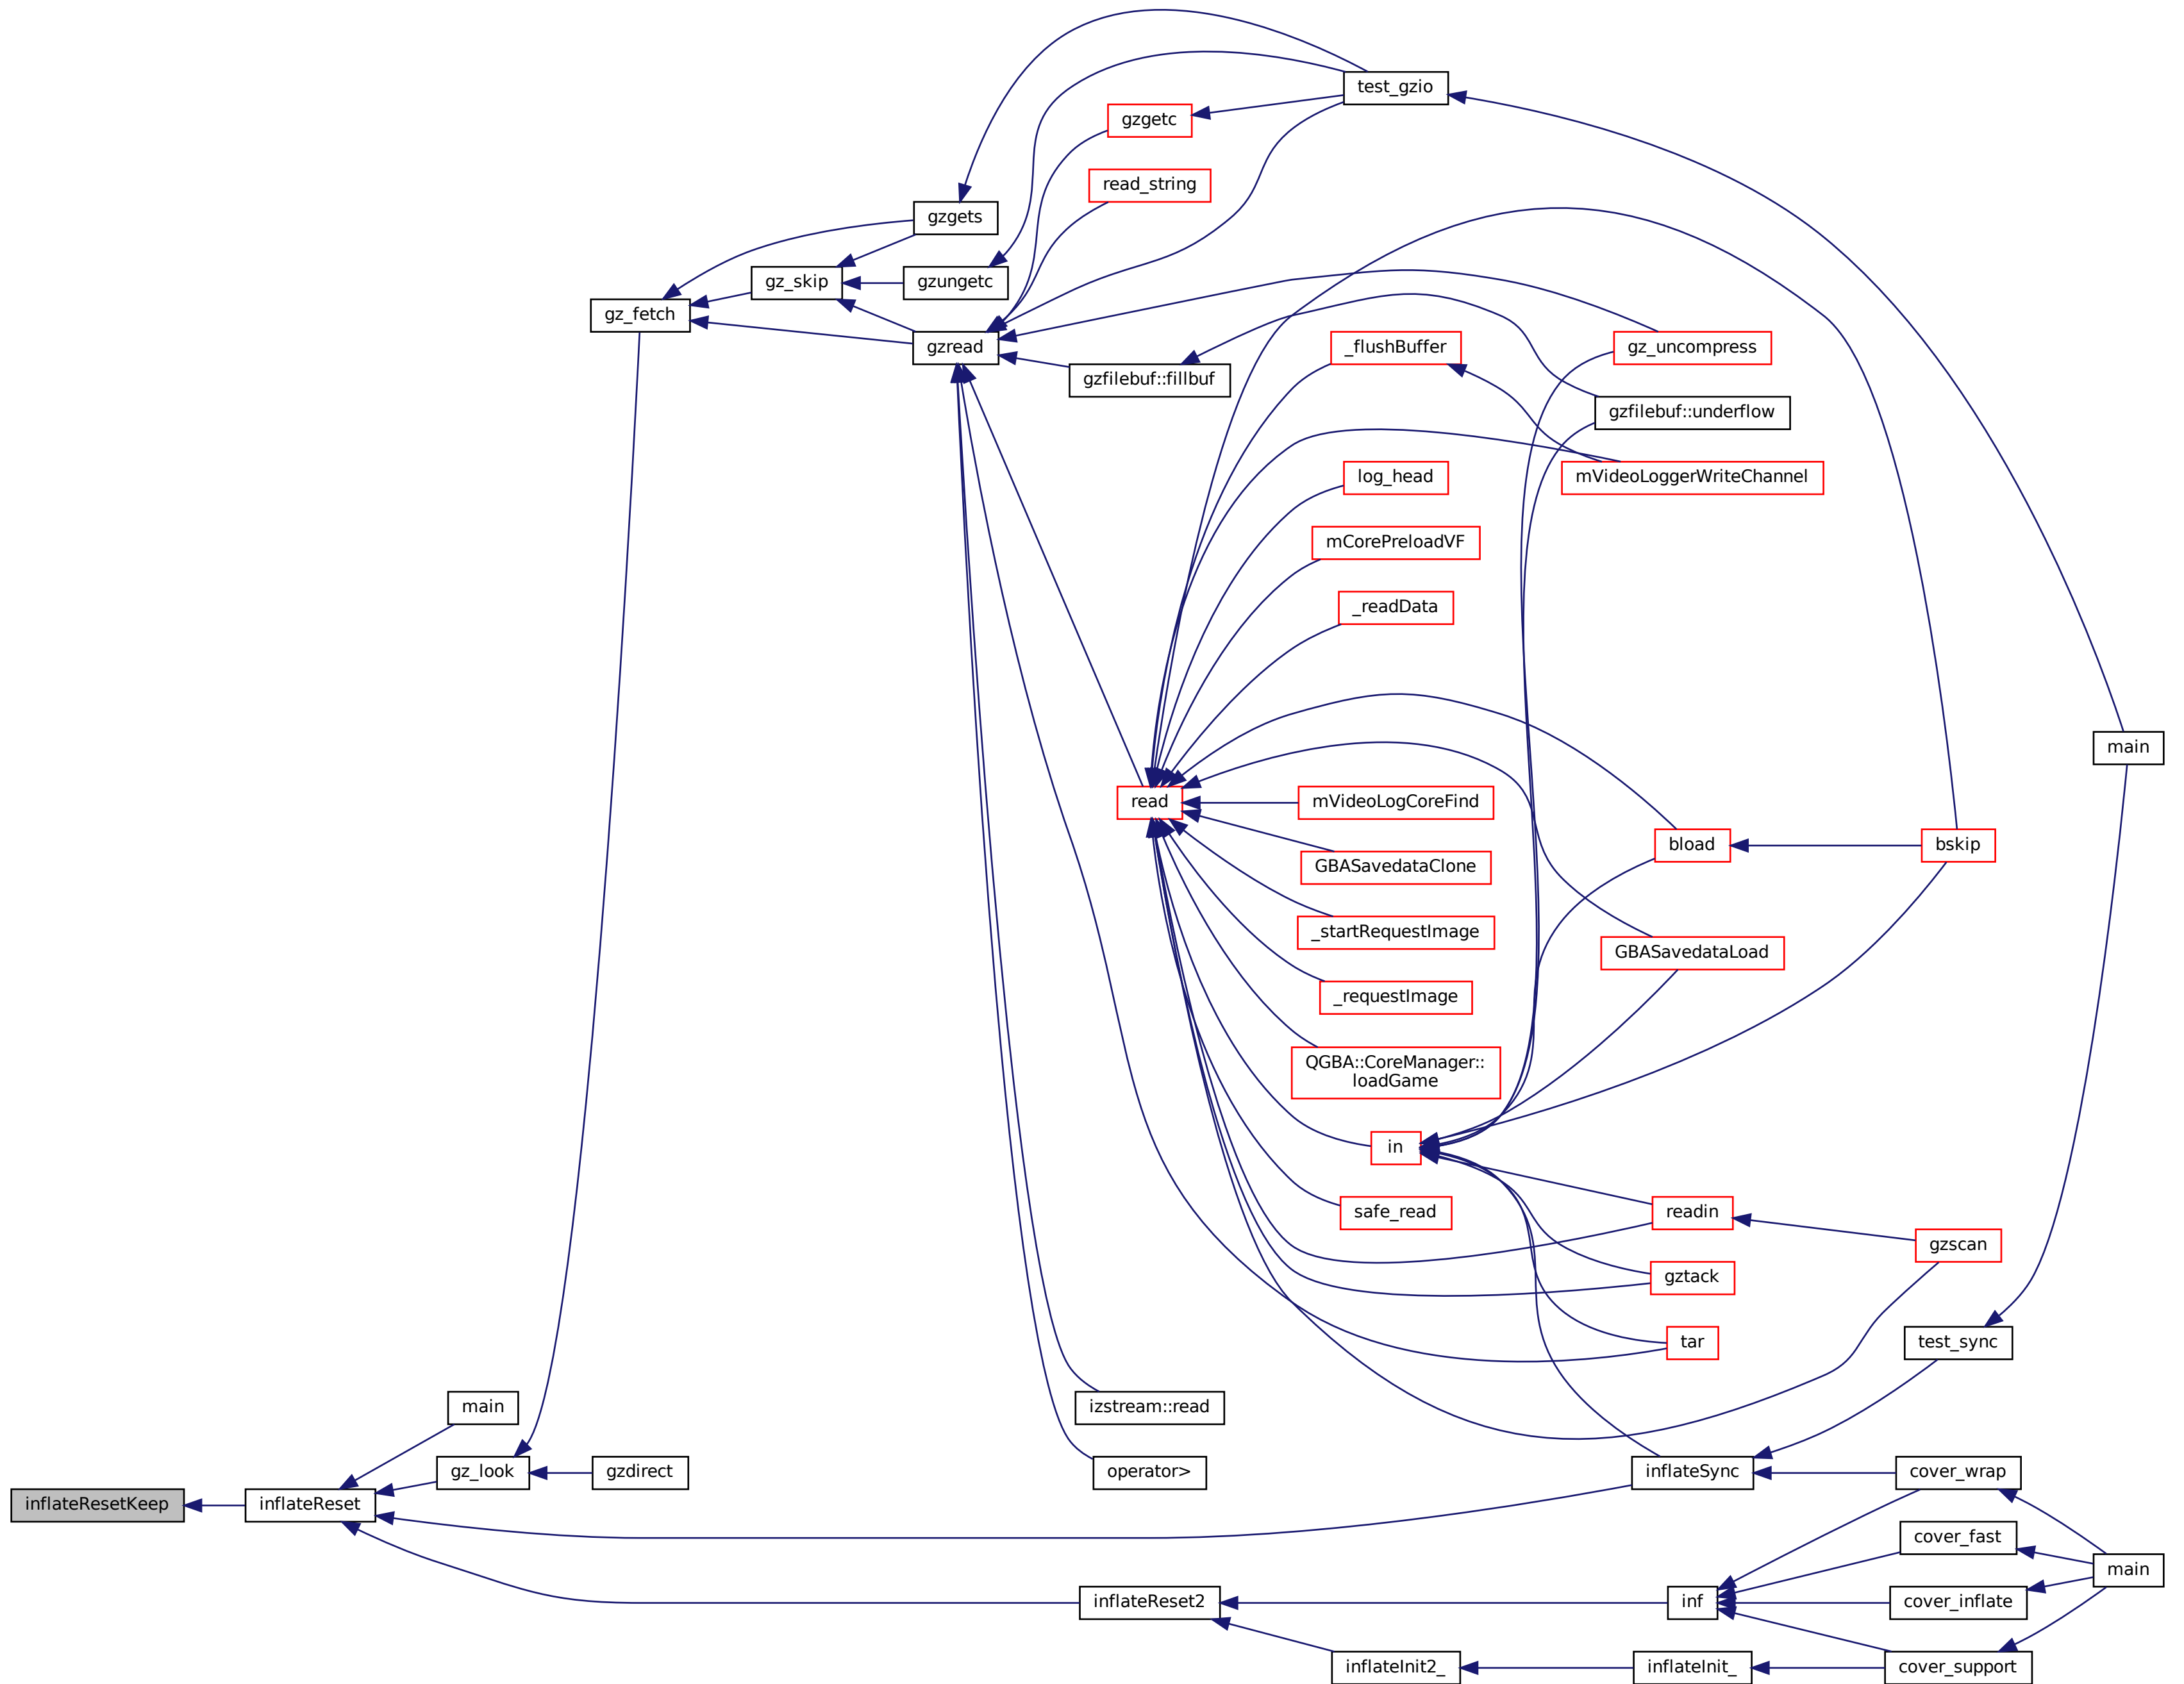 test_gzio
gzgetc
read_string
gzgets
gz_skip
gzungetc
gz_fetch
gzread
_flushBuffer
gz_uncompress
gzfilebuf::fillbuf
gzfilebuf::underflow
log_head
mVideoLoggerWriteChannel
mCorePreloadVF
_readData
main
read
mVideoLogCoreFind
bload
bskip
GBASavedataClone
_startRequestImage
GBASavedataLoad
_requestImage
QGBA::CoreManager::
loadGame
in
safe_read
readin
gzscan
gztack
tar
test_sync
main
izstream::read
gz_look
gzdirect
operator>
inflateSync
cover_wrap
inflateResetKeep
inflateReset
cover_fast
main
inflateReset2
inf
cover_inflate
inflateInit2_
inflateInit_
cover_support